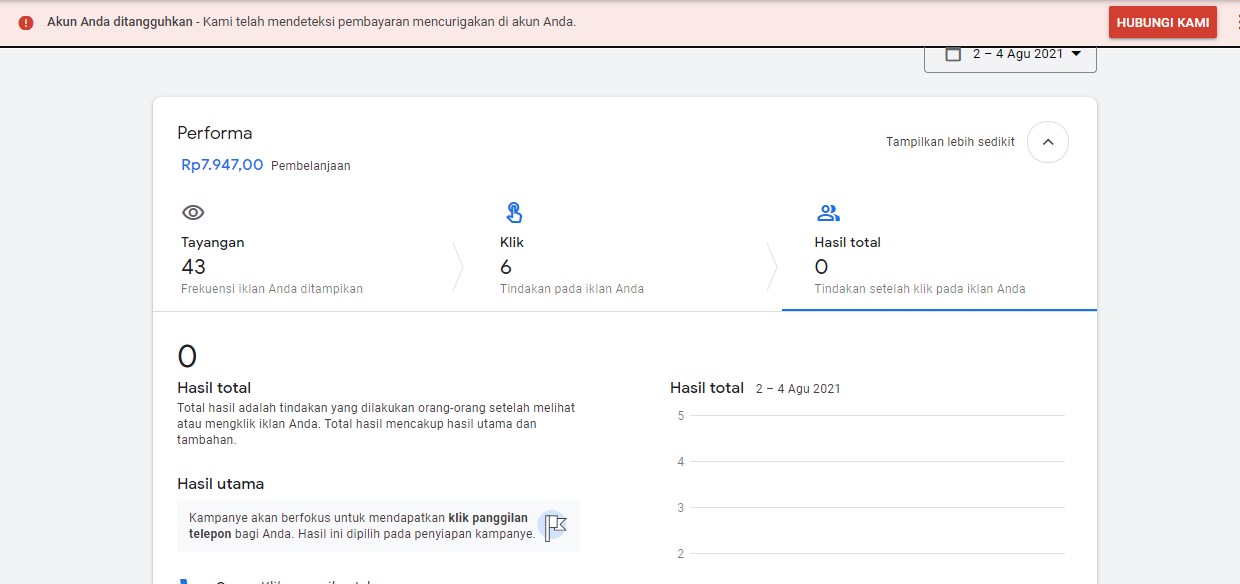 Akun Anda ditangguhkan - Kami telah mendeteksi pembayaran mencurigakan di akun Anda.
HUBUNGI KAMI
2 – 4 Agu 2021
Performa
Tampilkan lebih sedikit
Rp7.947,00 Pembelanjaan
Tayangan
43
Frekuensi iklan Anda ditampikan
Klik
6
Tindakan pada iklan Anda
Hasil total
0
Tindakan setelah klik pada iklan Anda
0
Hasil total
Total hasil adalah tindakan yang dilakukan orang-orang setelah melihat
atau mengklik iklan Anda. Total hasil mencakup hasil utama dan
tambahan.
Hasil utama
Kampanye akan berfokus untuk mendapatkan klik panggilan
telepon bagi Anda. Hasil ini dipilih pada penyiapan kampanye.
Hasil total 2 – 4 Agu 2021
5
4
3
2